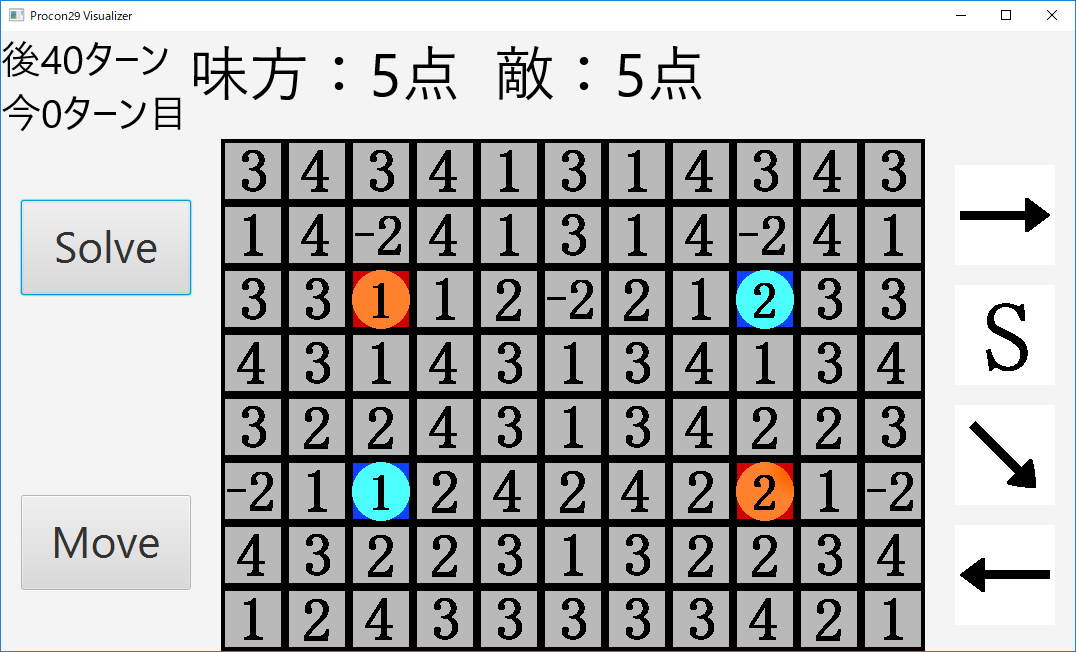 Procon29 Visualizer
後40ターン
今0ターン目
味方：5点 敵：5点
3 4 3 4 1 3 1 4 3 4 3
1 4 -2 4 1 3 1 4 -2 4 1
3 3 1 1 2 -2 2 1 2 3 3
4 3 1 4 3 1 3 4 1 3 4
3 2 2 4 3 1 3 4 2 2 3
-2 1 1 2 4 2 4 2 2 1 -2
4 3 2 2 3 1 3 2 2 3 4
1 2 4 3 3 3 3 3 4 2 1
Solve
Move
S